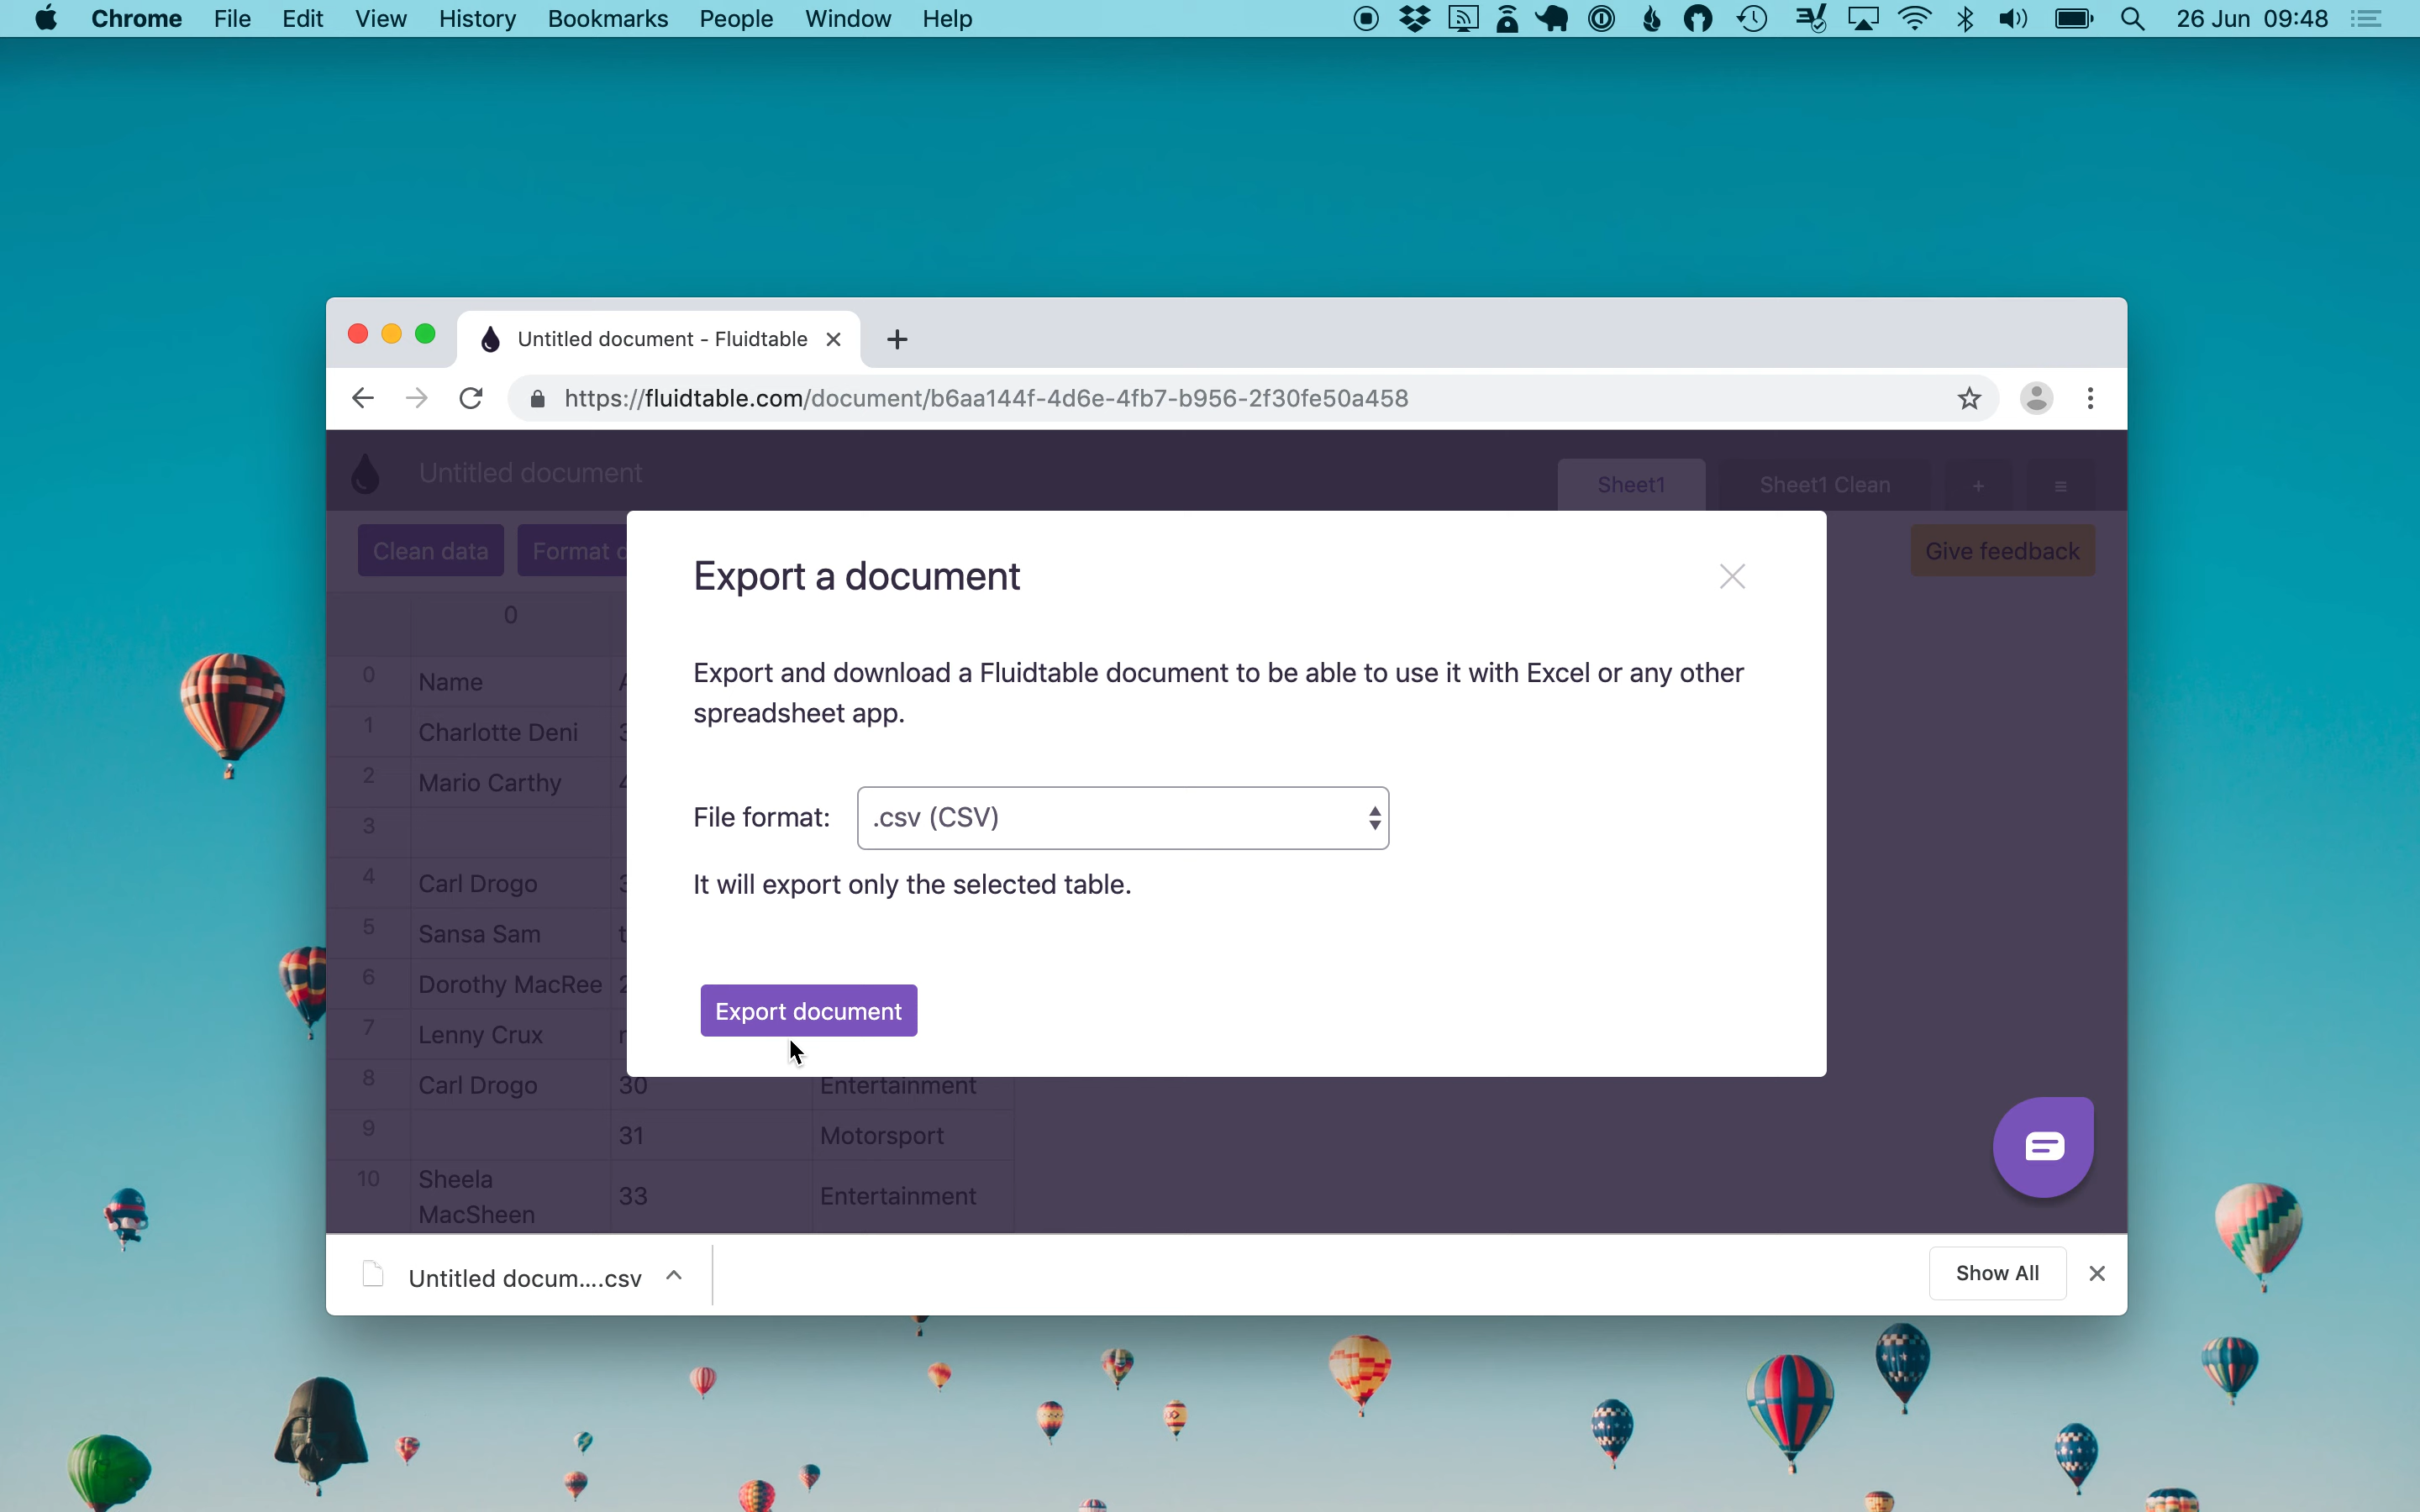 Chrome File Edit View History Bookmarks People Window Help 26 Jun 09:48
Untitled document - Fluidtable
https://fluidtable.com/document/b6aa144f-4d6e-4fb7-b956-2f30fe50a458
Untitled document Sheet1 Sheet1 Clean + ≡
Clean data Format Give feedback
Export a document
Export and download a Fluidtable document to be able to use it with Excel or any other
spreadsheet app.
File format: .csv (CSV)
It will export only the selected table.
Export document
0
0 Name
1 Charlotte Deni
2 Mario Carthy
3
4 Carl Drogo
5 Sansa Sam
6 Dorothy MacRee
7 Lenny Crux
8 Carl Drogo 30 Entertainment
9 31 Motorsport
10 Sheela
MacSheen 33 Entertainment
Untitled docum....csv Show All